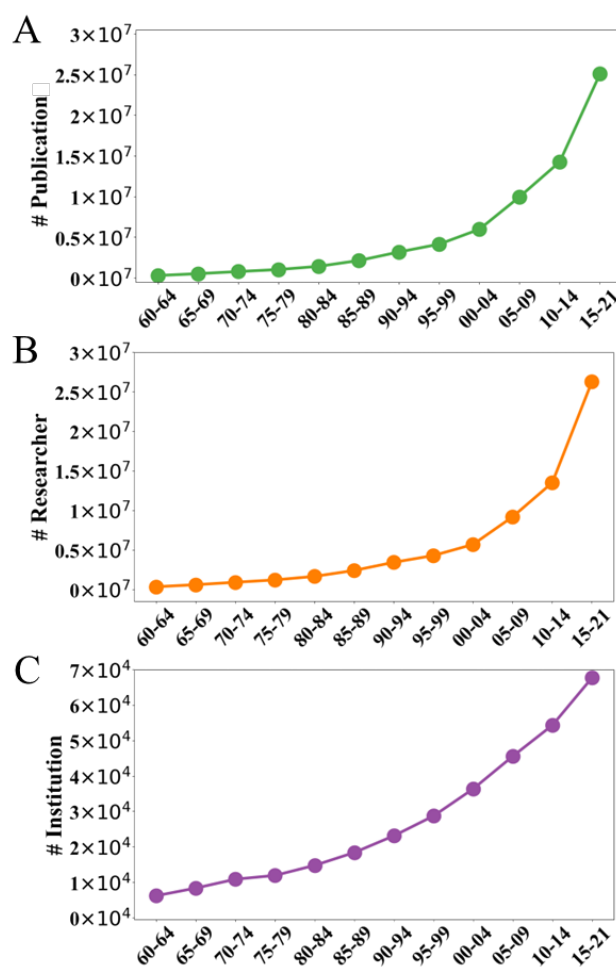 A
# Publication
3×10⁷
2.5×10⁷
1.5×10⁷
1×10⁷
0.5×10⁷
0×10⁷
60-64 65-69 70-74 75-79 80-84 85-89 90-94 95-99 00-04 05-09 10-14 15-21
B
# Researcher
3×10⁷
2.5×10⁷
1.5×10⁷
1×10⁷
0.5×10⁷
0×10⁷
60-64 65-69 70-74 75-79 80-84 85-89 90-94 95-99 00-04 05-09 10-14 15-21
C
# Institution
7×10⁴
6×10⁴
5×10⁴
4×10⁴
3×10⁴
2×10⁴
1×10⁴
0×10⁴
60-64 65-69 70-74 75-79 80-84 85-89 90-94 95-99 00-04 05-09 10-14 15-21